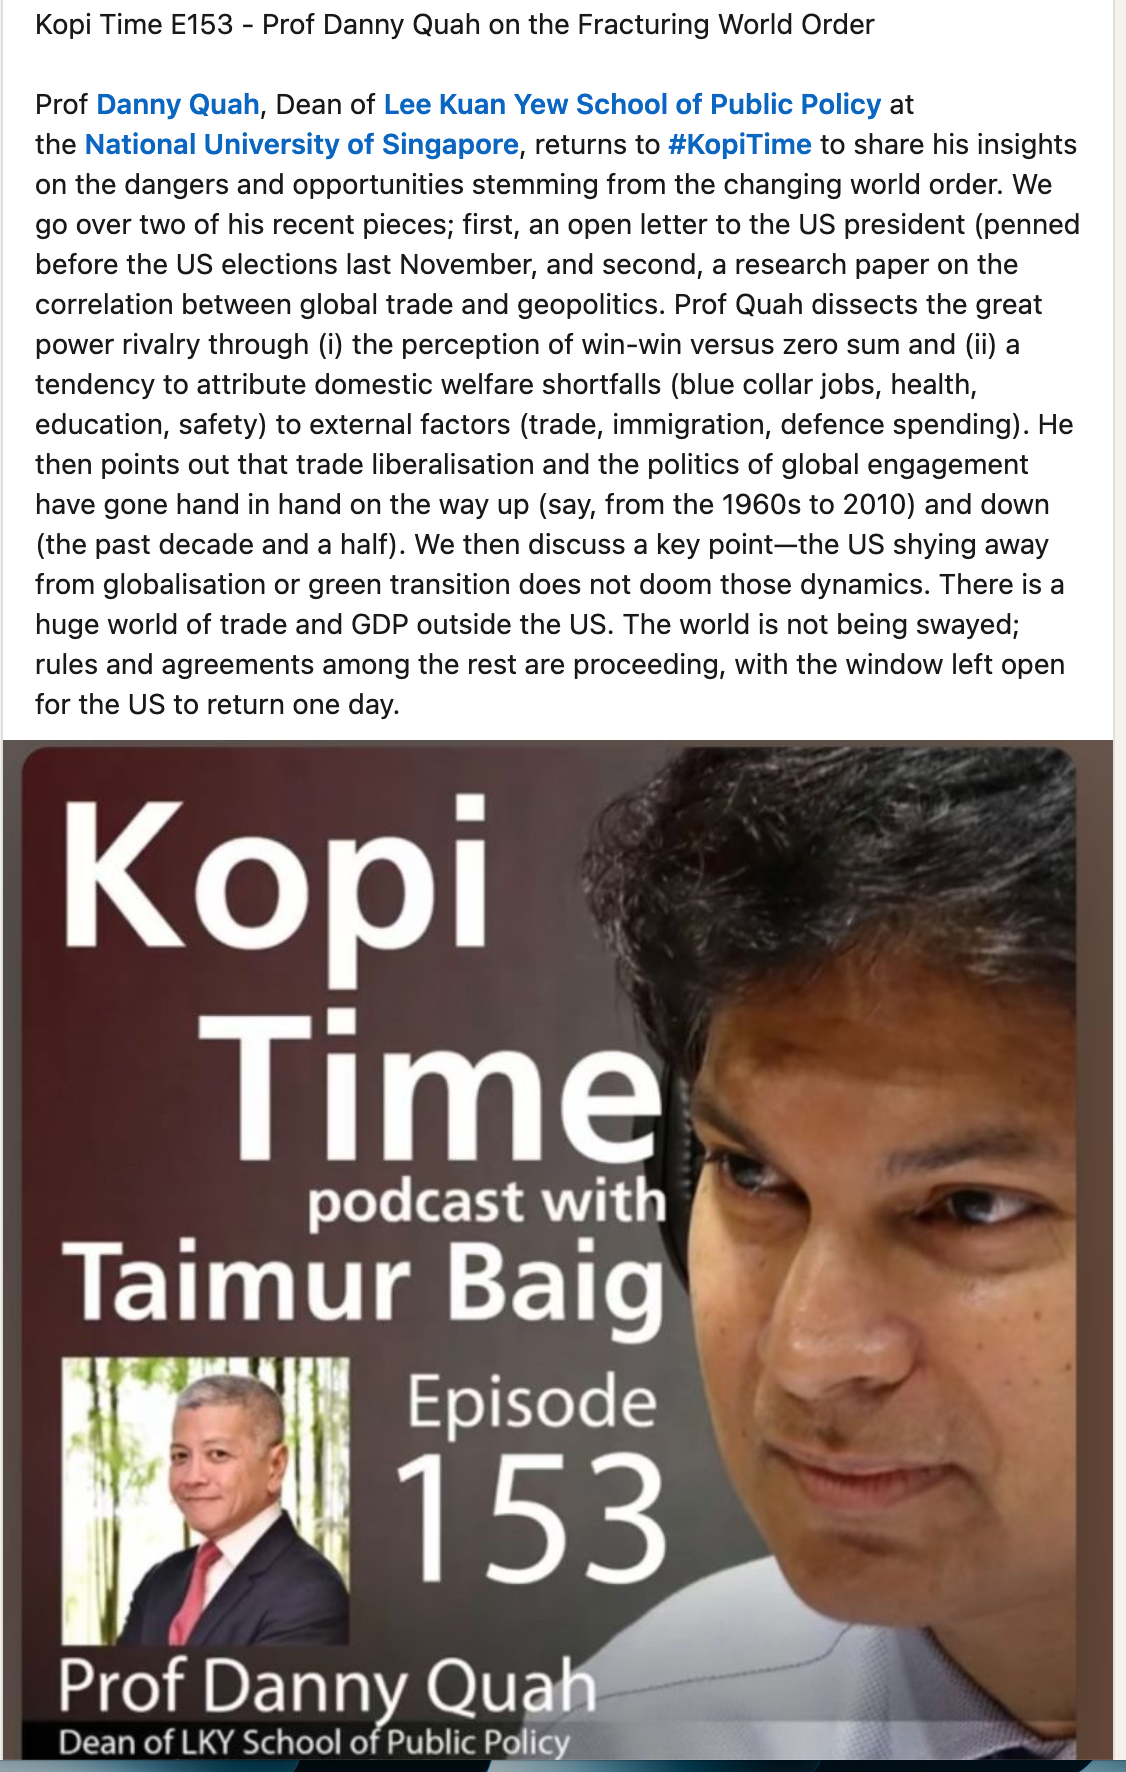 Kopi Time E153 - Prof Danny Quah on the Fracturing World Order
Prof Danny Quah, Dean of Lee Kuan Yew School of Public Policy at
the National University of Singapore, returns to #KopiTime to share his insights
on the dangers and opportunities stemming from the changing world order. We
go over two of his recent pieces; first, an open letter to the US president (penned
before the US elections last November, and second, a research paper on the
correlation between global trade and geopolitics. Prof Quah dissects the great
power rivalry through (i) the perception of win-win versus zero sum and (ii) a
tendency to attribute domestic welfare shortfalls (blue collar jobs, health,
education, safety) to external factors (trade, immigration, defence spending). He
then points out that trade liberalisation and the politics of global engagement
have gone hand in hand on the way up (say, from the 1960s to 2010) and down
(the past decade and a half). We then discuss a key point—the US shying away
from globalisation or green transition does not doom those dynamics. There is a
huge world of trade and GDP outside the US. The world is not being swayed;
rules and agreements among the rest are proceeding, with the window left open
for the US to return one day.
Kopi
Time
podcast with
Taimur Baig
Episode
153
Prof Danny Quah
Dean of LKY School of Public Policy